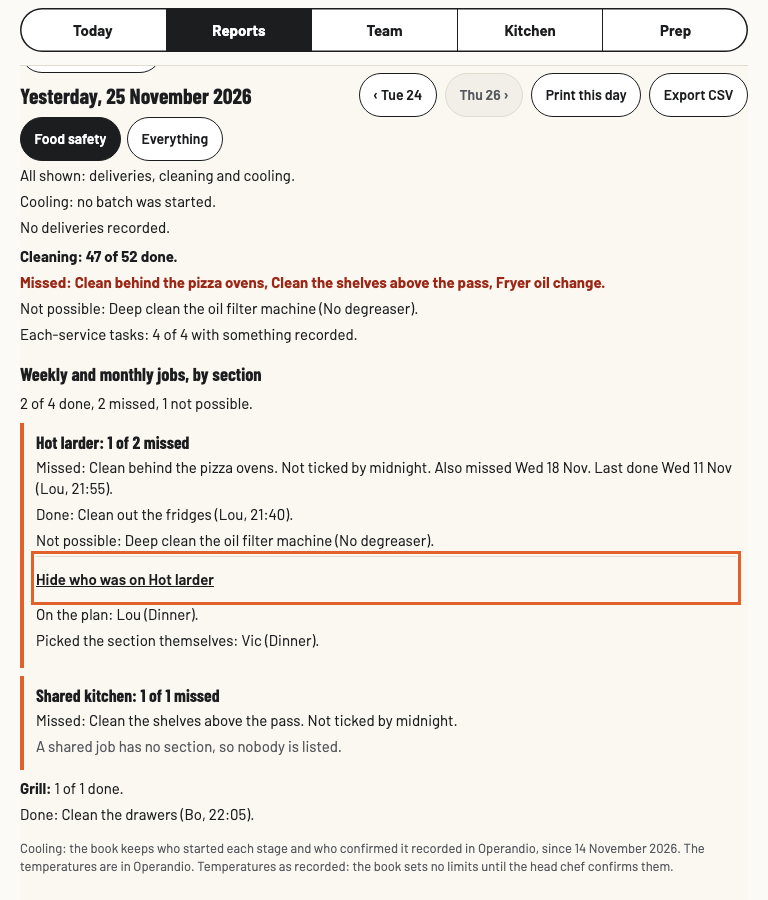 Today
Reports
Team
Kitchen
Prep
Yesterday, 25 November 2026
‹ Tue 24
Thu 26 ›
Print this day
Export CSV
Food safety
Everything
All shown: deliveries, cleaning and cooling.
Cooling: no batch was started.
No deliveries recorded.
Cleaning: 47 of 52 done.
Missed: Clean behind the pizza ovens, Clean the shelves above the pass, Fryer oil change.
Not possible: Deep clean the oil filter machine (No degreaser).
Each-service tasks: 4 of 4 with something recorded.
Weekly and monthly jobs, by section
2 of 4 done, 2 missed, 1 not possible.
Hot larder: 1 of 2 missed
Missed: Clean behind the pizza ovens. Not ticked by midnight. Also missed Wed 18 Nov. Last done Wed 11 Nov
(Lou, 21:55).
Done: Clean out the fridges (Lou, 21:40).
Not possible: Deep clean the oil filter machine (No degreaser).
Hide who was on Hot larder
On the plan: Lou (Dinner).
Picked the section themselves: Vic (Dinner).
Shared kitchen: 1 of 1 missed
Missed: Clean the shelves above the pass. Not ticked by midnight.
A shared job has no section, so nobody is listed.
Grill: 1 of 1 done.
Done: Clean the drawers (Bo, 22:05).
Cooling: the book keeps who started each stage and who confirmed it recorded in Operandio, since 14 November 2026. The
temperatures are in Operandio. Temperatures as recorded: the book sets no limits until the head chef confirms them.